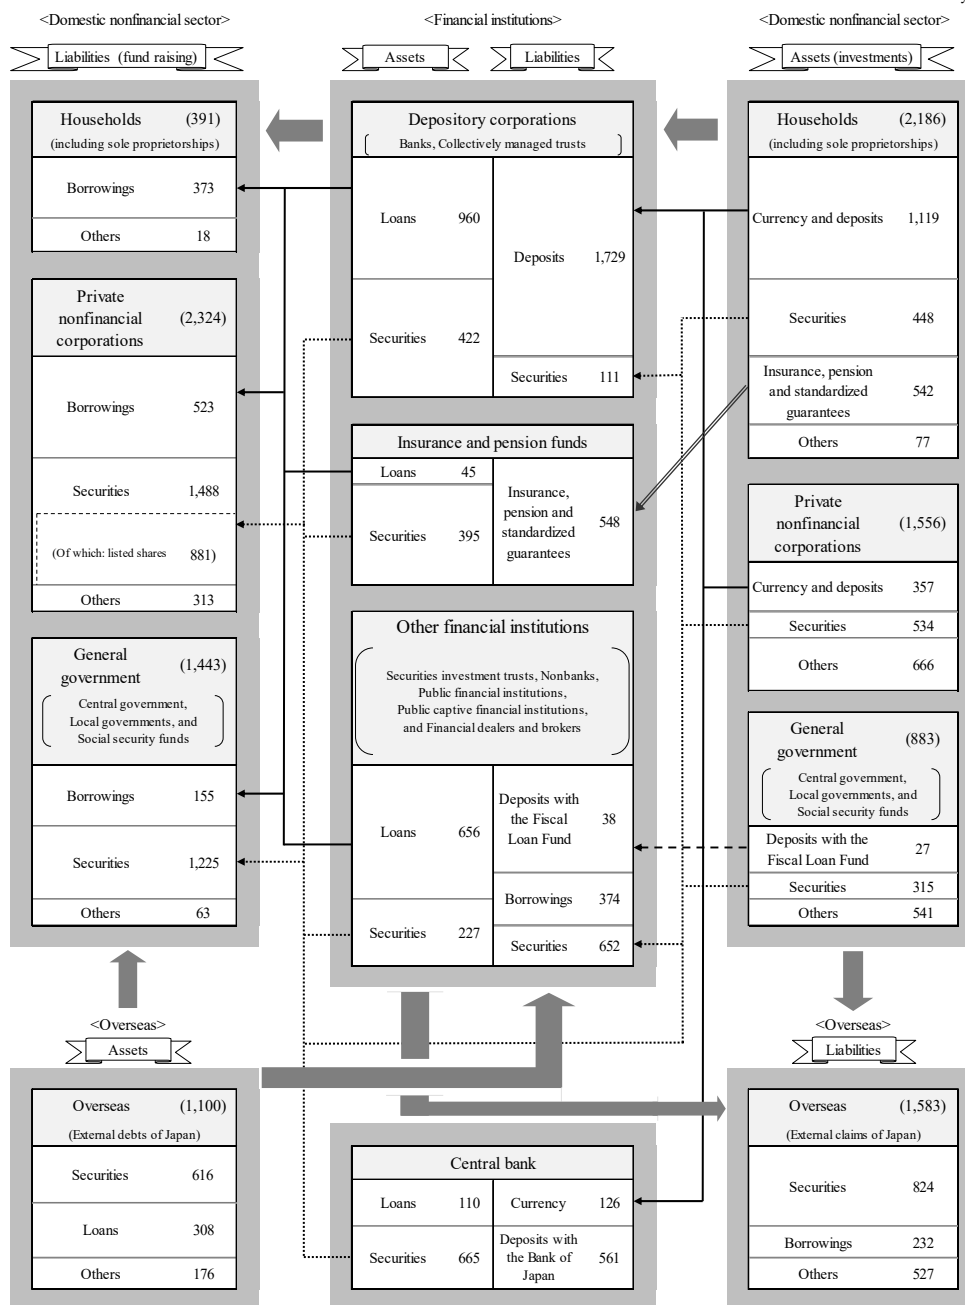 <Domestic nonfinancial sector>
Liabilities (fund raising)
Households (391)
(including sole proprietorships)
Borrowings 373
Others 18
Private
nonfinancial (2,324)
corporations
Borrowings 523
Securities 1,488
(Of which: listed shares 881)
Others 313
General
government (1,443)
Central government,
Local governments, and
Social security funds
Borrowings 155
Securities 1,225
Others 63
<Overseas>
Assets
Overseas (1,100)
(External debts of Japan)
Securities 616
Loans 308
Others 176
<Financial institutions>
Assets
Liabilities
Depository corporations
Banks, Collectively managed trusts
Loans 960
Securities 422
Deposits 1,729
Securities 111
Insurance and pension funds
Loans 45
Securities 395
Insurance,
pension and
standardized 548
guarantees
Other financial institutions
Securities investment trusts, Nonbanks,
Public financial institutions,
Public captive financial institutions,
and Financial dealers and brokers
Loans 656
Securities 227
Deposits with
the Fiscal 38
Loan Fund
Borrowings 374
Securities 652
Central bank
Loans 110
Securities 665
Currency 126
Deposits with
the Bank of 561
Japan
<Domestic nonfinancial sector>
Assets (investments)
Households (2,186)
(including sole proprietorships)
Currency and deposits 1,119
Securities 448
Insurance, pension
and standardized 542
guarantees
Others 77
Private
nonfinancial (1,556)
corporations
Currency and deposits 357
Securities 534
Others 666
General
government (883)
Central government,
Local governments, and
Social security funds
Deposits with the
Fiscal Loan Fund 27
Securities 315
Others 541
<Overseas>
Liabilities
Overseas (1,583)
(External claims of Japan)
Securities 824
Borrowings 232
Others 527